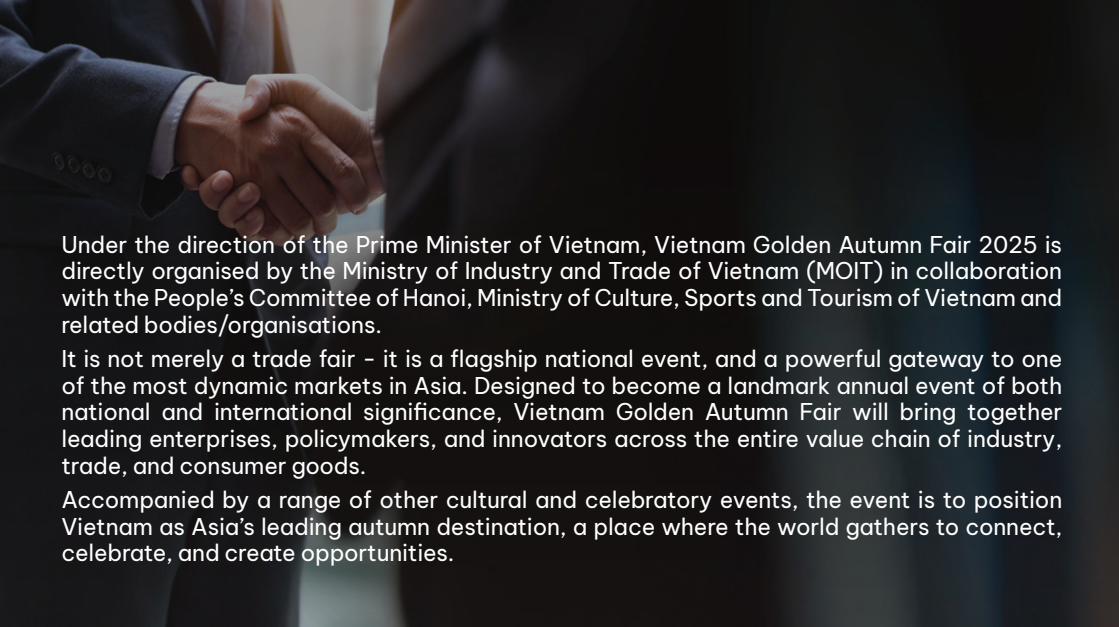 Under the direction of the Prime Minister of Vietnam, Vietnam Golden Autumn Fair 2025 is
directly organised by the Ministry of Industry and Trade of Vietnam (MOIT) in collaboration
with the People’s Committee of Hanoi, Ministry of Culture, Sports and Tourism of Vietnam and
related bodies/organisations.
It is not merely a trade fair - it is a flagship national event, and a powerful gateway to one
of the most dynamic markets in Asia. Designed to become a landmark annual event of both
national and international significance, Vietnam Golden Autumn Fair will bring together
leading enterprises, policymakers, and innovators across the entire value chain of industry,
trade, and consumer goods.
Accompanied by a range of other cultural and celebratory events, the event is to position
Vietnam as Asia’s leading autumn destination, a place where the world gathers to connect,
celebrate, and create opportunities.